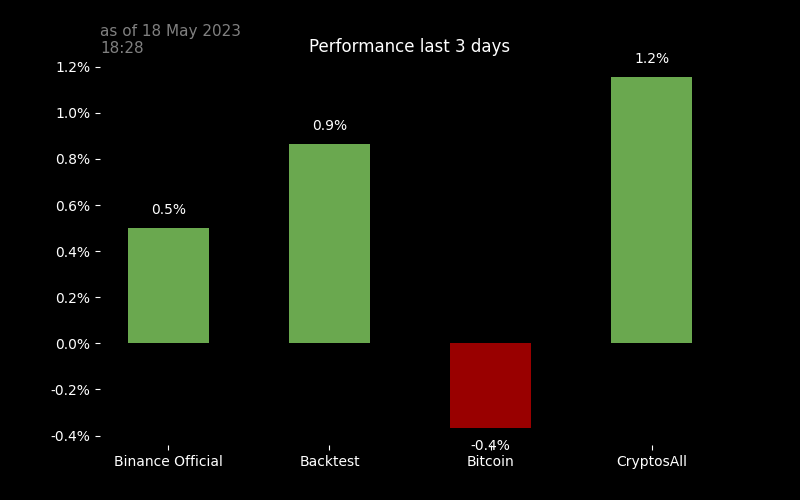 as of 18 May 2023
18:28
Performance last 3 days
1.2%
1.0%
0.8%
0.6%
0.4%
0.2%
0.0%
-0.2%
-0.4%
0.5%
0.9%
-0.4%
1.2%
Binance Official
Backtest
Bitcoin
CryptosAll